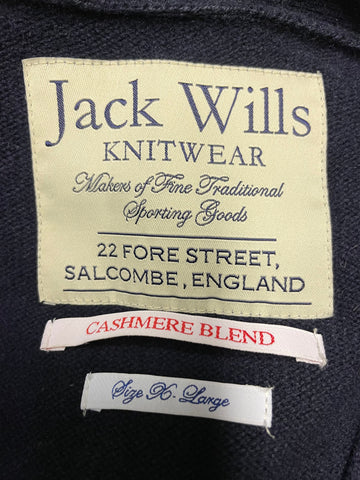 Jack Wills
KNITWEAR
Makers of Fine Traditional
Sporting Goods
22 FORE STREET,
SALCOMBE, ENGLAND
CASHMERE BLEND
Size X-Large